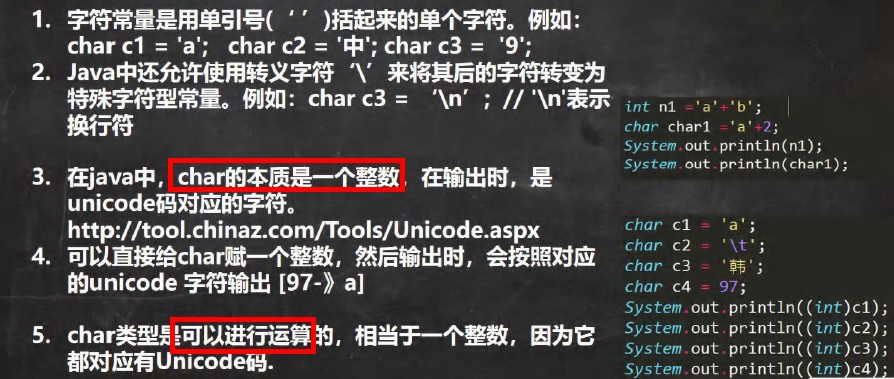 1. 字符常量是用单引号(‘ ’)括起来的单个字符。例如：
char c1 = 'a'; char c2 = '中'; char c3 = '9';
2. Java中还允许使用转义字符‘\’来将其后的字符转变为
特殊字符型常量。例如：char c3 = ‘\n’; // '\n'表示
换行符
3. 在java中，char的本质是一个整数，在输出时，是
unicode码对应的字符。
http://tool.chinaz.com/Tools/Unicode.aspx
4. 可以直接给char赋一个整数，然后输出时，会按照对应
的unicode 字符输出 [97-》a]
5. char类型是可以进行运算的，相当于一个整数，因为它
都对应有Unicode码.
int n1 ='a'+'b';
char char1 ='a'+2;
System.out.println(n1);
System.out.println(char1);
char c1 = 'a';
char c2 = '\t';
char c3 = '韩';
char c4 = 97;
System.out.println((int)c1);
System.out.println((int)c2);
System.out.println((int)c3);
System.out.println((int)c4);